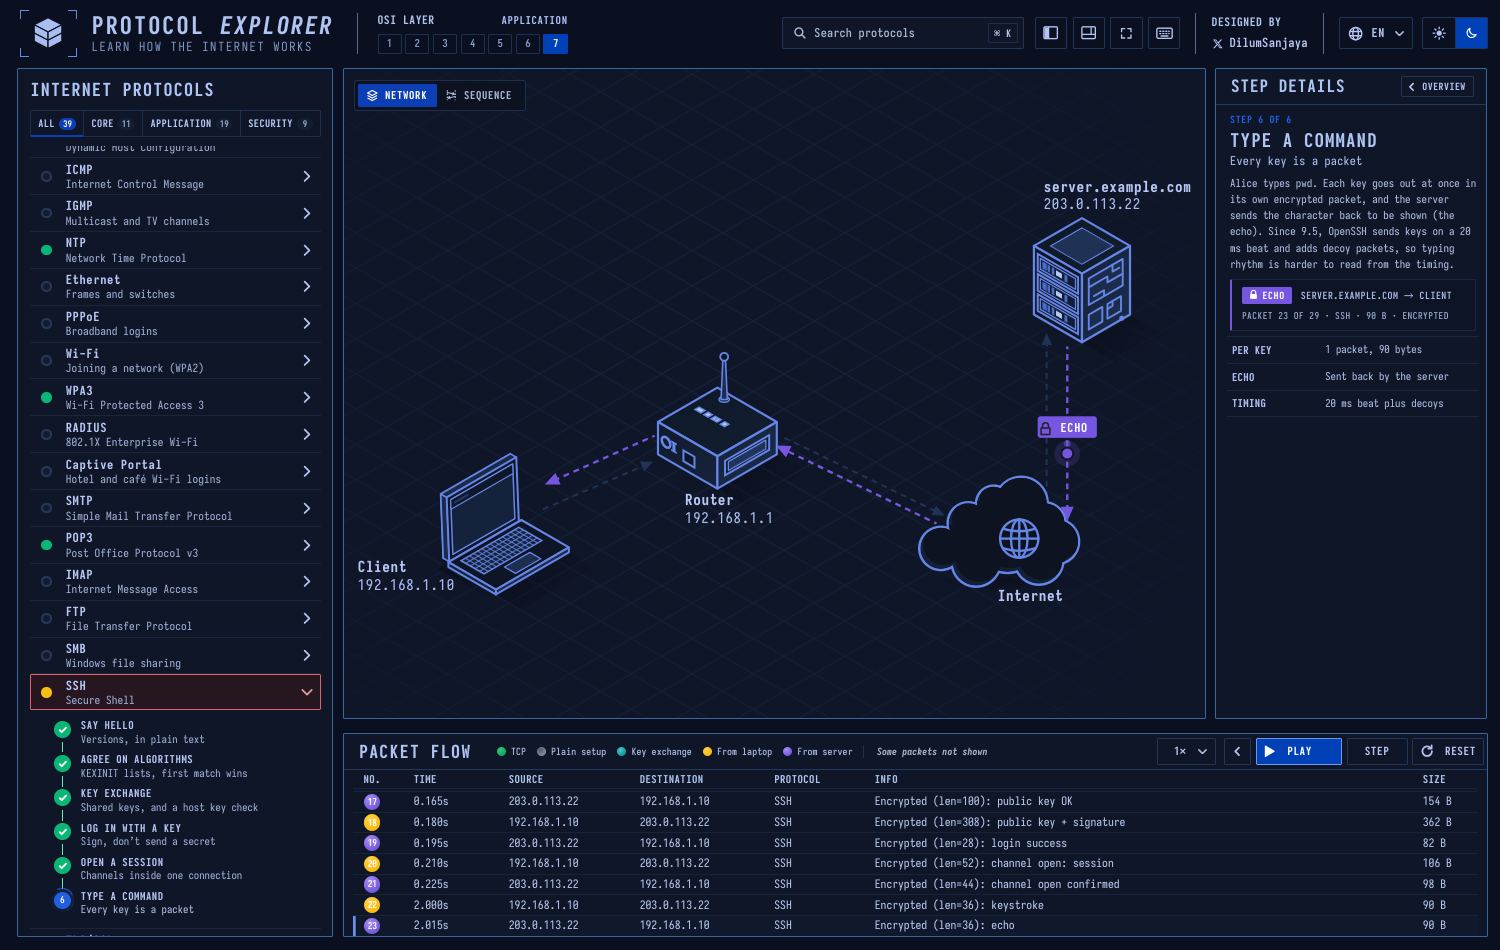 PROTOCOL EXPLORER
LEARN HOW THE INTERNET WORKS
OSI LAYER APPLICATION
1 2 3 4 5 6 7
Search protocols ⌘ K
DESIGNED BY
DilumSanjaya
EN
INTERNET PROTOCOLS
ALL 39 CORE 11 APPLICATION 19 SECURITY 9
Dynamic Host Configuration
ICMP
Internet Control Message
IGMP
Multicast and TV channels
NTP
Network Time Protocol
Ethernet
Frames and switches
PPPoE
Broadband logins
Wi-Fi
Joining a network (WPA2)
WPA3
Wi-Fi Protected Access 3
RADIUS
802.1X Enterprise Wi-Fi
Captive Portal
Hotel and café Wi-Fi logins
SMTP
Simple Mail Transfer Protocol
POP3
Post Office Protocol v3
IMAP
Internet Message Access
FTP
File Transfer Protocol
SMB
Windows file sharing
SSH
Secure Shell
SAY HELLO
Versions, in plain text
AGREE ON ALGORITHMS
KEXINIT lists, first match wins
KEY EXCHANGE
Shared keys, and a host key check
LOG IN WITH A KEY
Sign, don’t send a secret
OPEN A SESSION
Channels inside one connection
6 TYPE A COMMAND
Every key is a packet
NETWORK SEQUENCE
server.example.com
203.0.113.22
ECHO
Router
192.168.1.1
Client
192.168.1.10
Internet
STEP DETAILS OVERVIEW
STEP 6 OF 6
TYPE A COMMAND
Every key is a packet
Alice types pwd. Each key goes out at once in
its own encrypted packet, and the server
sends the character back to be shown (the
echo). Since 9.5, OpenSSH sends keys on a 20
ms beat and adds decoy packets, so typing
rhythm is harder to read from the timing.
ECHO SERVER.EXAMPLE.COM → CLIENT
PACKET 23 OF 29 · SSH · 90 B · ENCRYPTED
PER KEY 1 packet, 90 bytes
ECHO Sent back by the server
TIMING 20 ms beat plus decoys
PACKET FLOW TCP Plain setup Key exchange From laptop From server Some packets not shown 1× PLAY STEP RESET
NO. TIME SOURCE DESTINATION PROTOCOL INFO SIZE
17 0.165s 203.0.113.22 192.168.1.10 SSH Encrypted (len=100): public key OK 154 B
18 0.180s 192.168.1.10 203.0.113.22 SSH Encrypted (len=308): public key + signature 362 B
19 0.195s 203.0.113.22 192.168.1.10 SSH Encrypted (len=28): login success 82 B
20 0.210s 192.168.1.10 203.0.113.22 SSH Encrypted (len=52): channel open: session 106 B
21 0.225s 203.0.113.22 192.168.1.10 SSH Encrypted (len=44): channel open confirmed 98 B
22 2.000s 192.168.1.10 203.0.113.22 SSH Encrypted (len=36): keystroke 90 B
23 2.015s 203.0.113.22 192.168.1.10 SSH Encrypted (len=36): echo 90 B